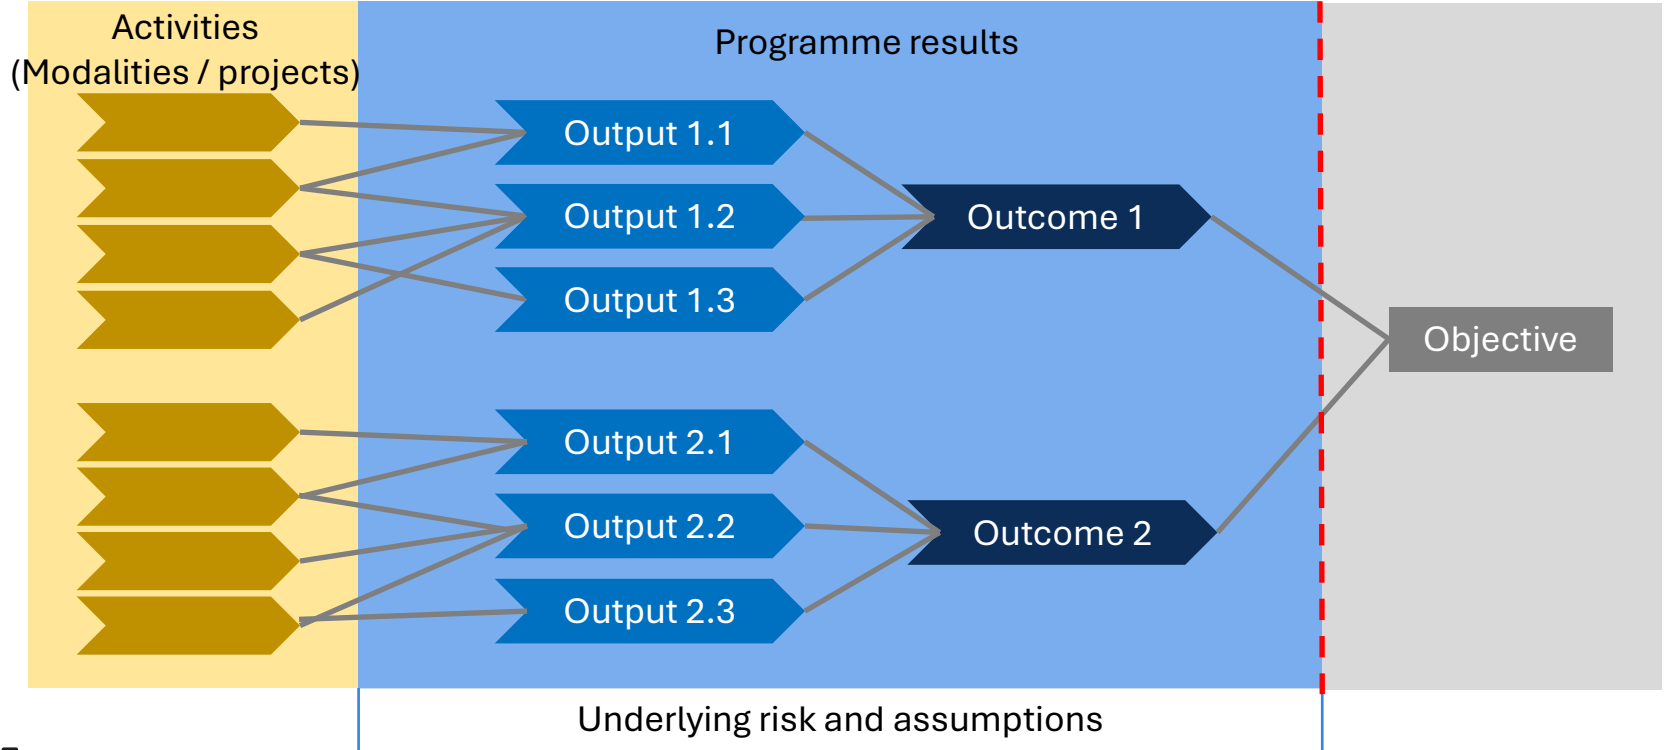 Activities
(Modalities / projects)
Programme results
Output 1.1
Output 1.2
Output 1.3
Outcome 1
Objective
Output 2.1
Output 2.2
Output 2.3
Outcome 2
Underlying risk and assumptions